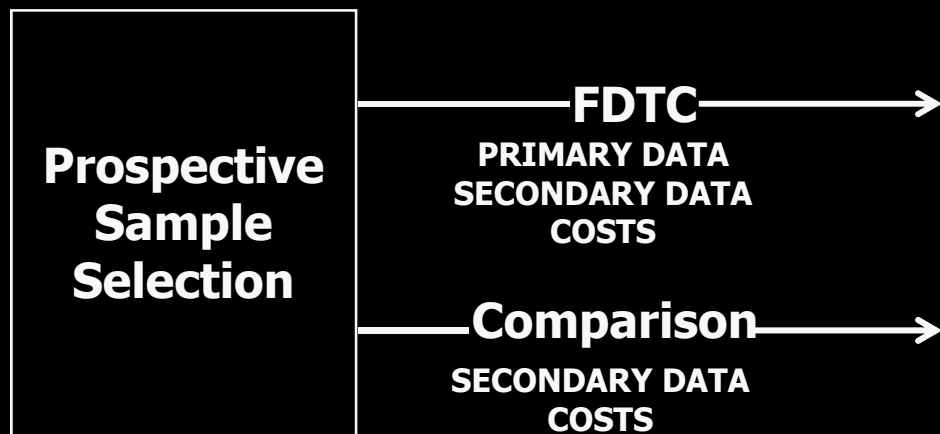 Prospective
Sample
Selection
FDTC
PRIMARY DATA
SECONDARY DATA
COSTS
Comparison
SECONDARY DATA
COSTS